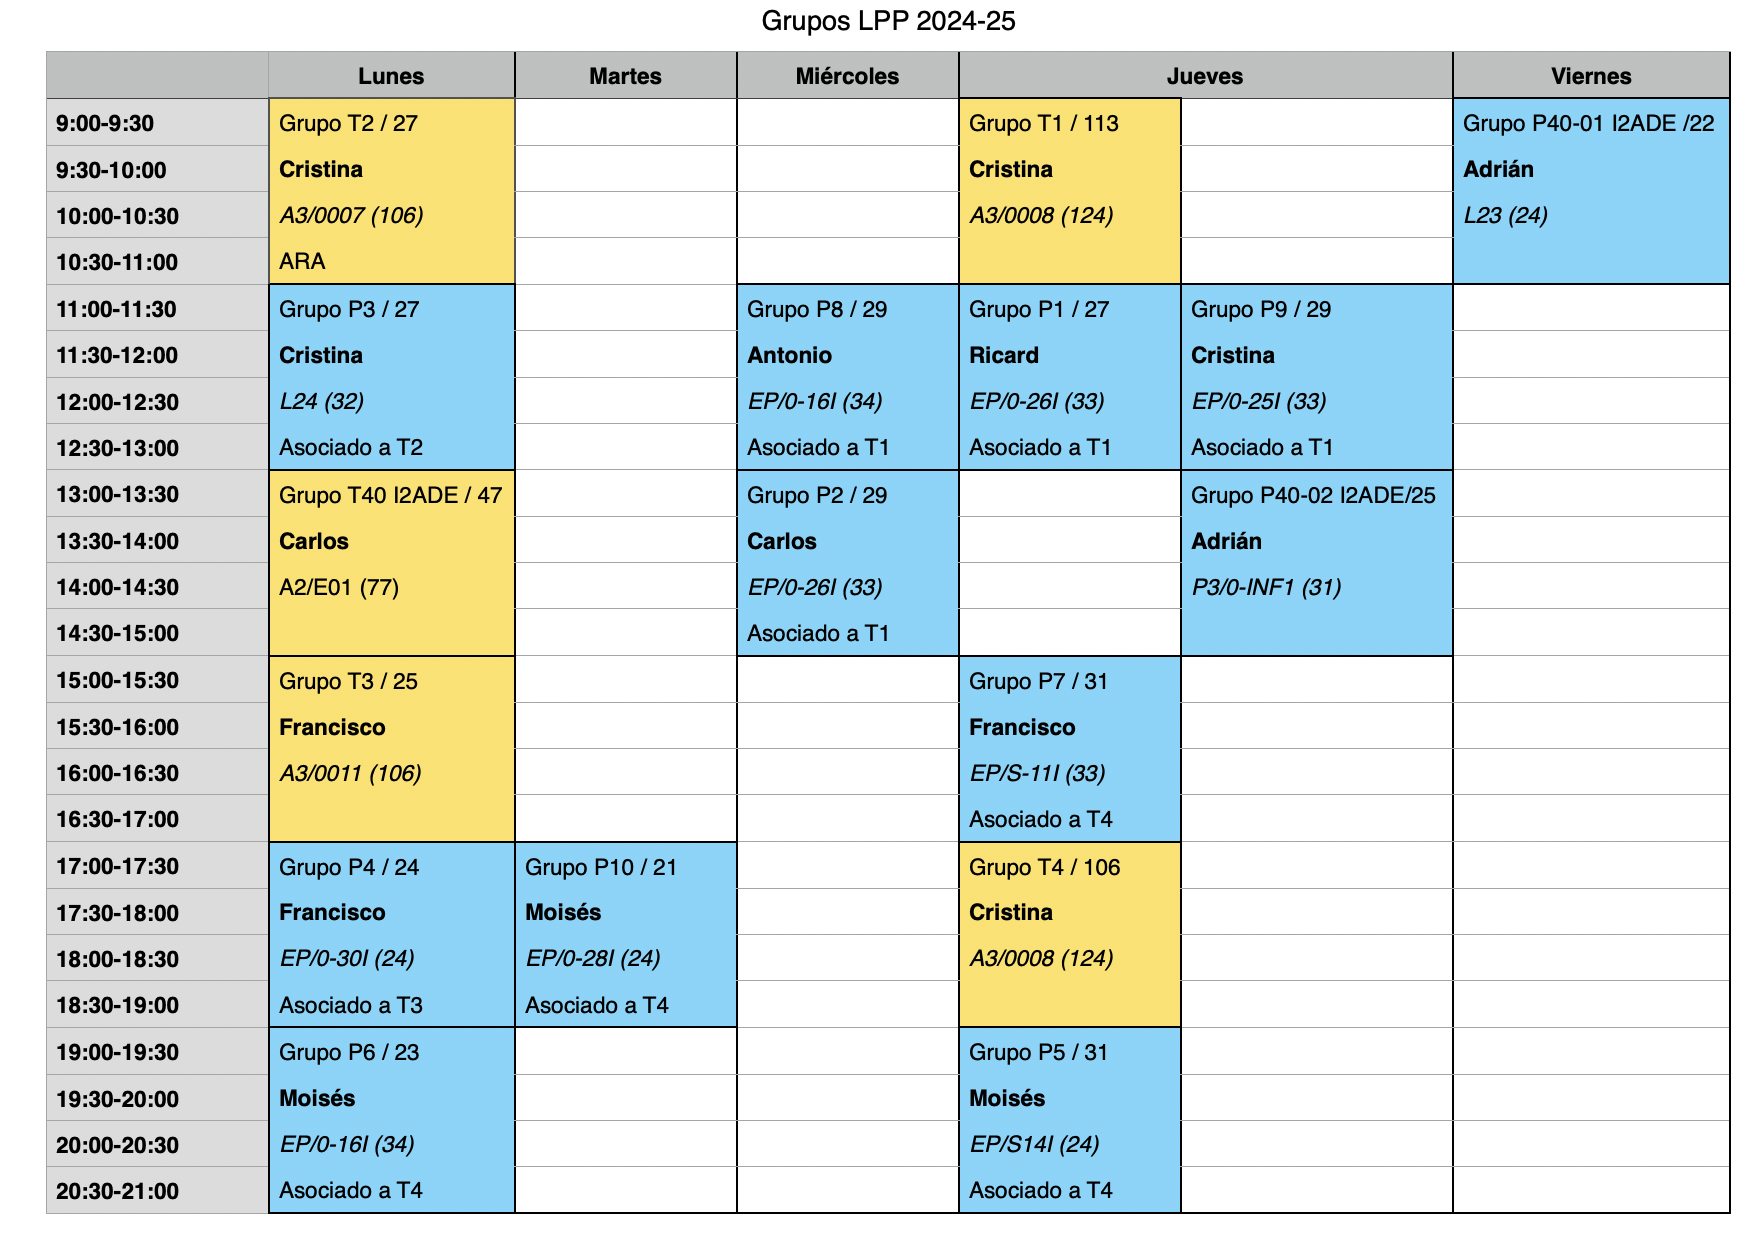 Grupos LPP 2024-25
Lunes Martes Miércoles Jueves Viernes
9:00-9:30 Grupo T2 / 27 Grupo T1 / 113 Grupo P40-01 I2ADE /22
9:30-10:00 Cristina Cristina Adrián
10:00-10:30 A3/0007 (106) A3/0008 (124) L23 (24)
10:30-11:00 ARA
11:00-11:30 Grupo P3 / 27 Grupo P8 / 29 Grupo P1 / 27 Grupo P9 / 29
11:30-12:00 Cristina Antonio Ricard Cristina
12:00-12:30 L24 (32) EP/0-16I (34) EP/0-26I (33) EP/0-25I (33)
12:30-13:00 Asociado a T2 Asociado a T1 Asociado a T1 Asociado a T1
13:00-13:30 Grupo T40 I2ADE / 47 Grupo P2 / 29 Grupo P40-02 I2ADE/25
13:30-14:00 Carlos Carlos Adrián
14:00-14:30 A2/E01 (77) EP/0-26I (33) P3/0-INF1 (31)
14:30-15:00 Asociado a T1
15:00-15:30 Grupo T3 / 25 Grupo P7 / 31
15:30-16:00 Francisco Francisco
16:00-16:30 A3/0011 (106) EP/S-11I (33)
16:30-17:00 Asociado a T4
17:00-17:30 Grupo P4 / 24 Grupo P10 / 21 Grupo T4 / 106
17:30-18:00 Francisco Moisés Cristina
18:00-18:30 EP/0-30I (24) EP/0-28I (24) A3/0008 (124)
18:30-19:00 Asociado a T3 Asociado a T4
19:00-19:30 Grupo P6 / 23 Grupo P5 / 31
19:30-20:00 Moisés Moisés
20:00-20:30 EP/0-16I (34) EP/S14I (24)
20:30-21:00 Asociado a T4 Asociado a T4